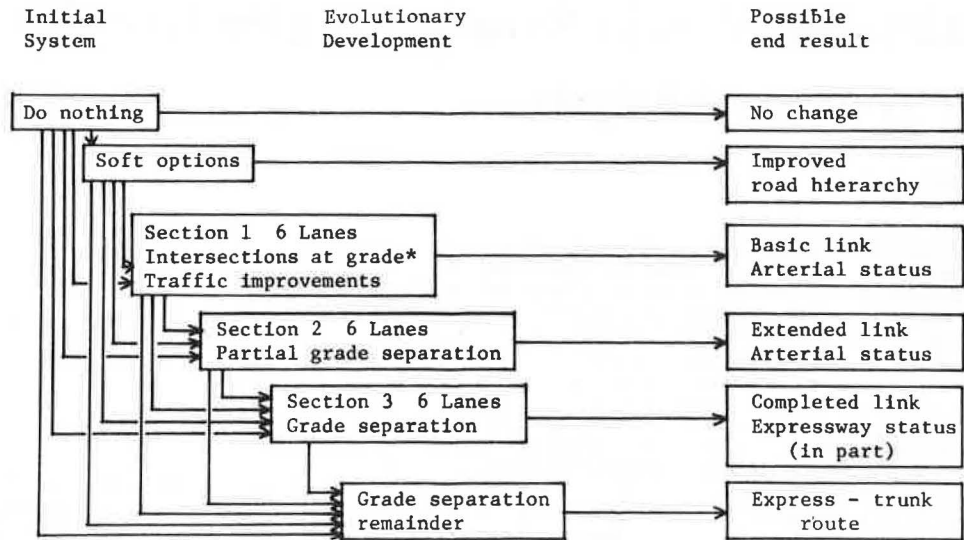 Initial
System
Evolutionary
Development
Possible
end result
Do nothing
No change
Soft options
Improved
road hierarchy
Section 1 6 Lanes
Intersections at grade*
Traffic improvements
Basic link
Arterial status
Section 2 6 Lanes
Partial grade separation
Extended link
Arterial status
Section 3 6 Lanes
Grade separation
Completed link
Expressway status
(in part)
Grade separation
remainder
Express - trunk
route